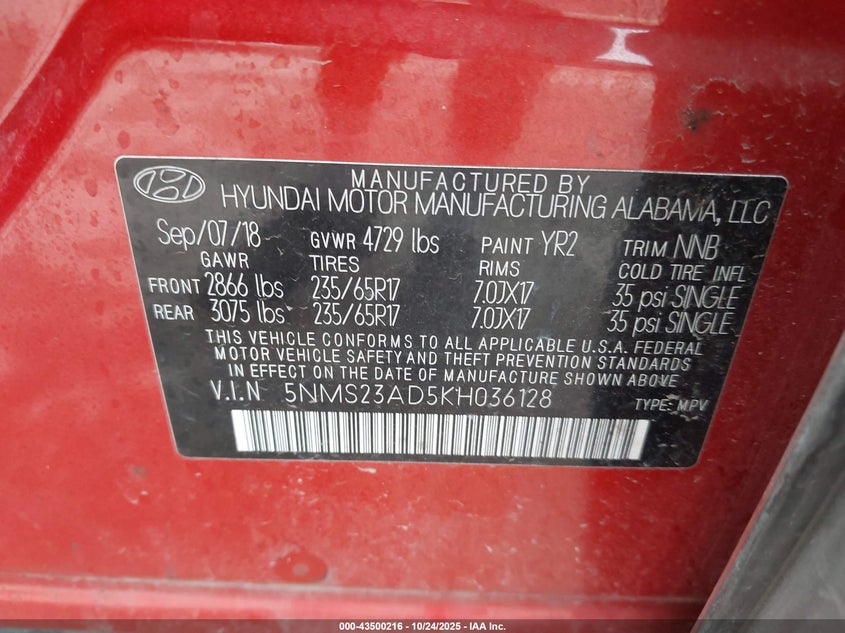 MANUFACTURED BY
HYUNDAI MOTOR MANUFACTURING ALABAMA, LLC
Sep/07/18 GVWR 4729 lbs PAINT YR2 TRIM NNB
GAWR TIRES RIMS COLD TIRE INFL
FRONT 2866 lbs 235/65R17 7.0JX17 35 psi SINGLE
REAR 3075 lbs 235/65R17 7.0JX17 35 psi SINGLE
THIS VEHICLE CONFORMS TO ALL APPLICABLE U.S.A. FEDERAL
MOTOR VEHICLE SAFETY AND THEFT PREVENTION STANDARDS
IN EFFECT ON THE DATE OF MANUFACTURE SHOWN ABOVE
V.I.N 5NMS23AD5KH036128 TYPE: MPV
000-43500216 - 10/24/2025 - IAA Inc.